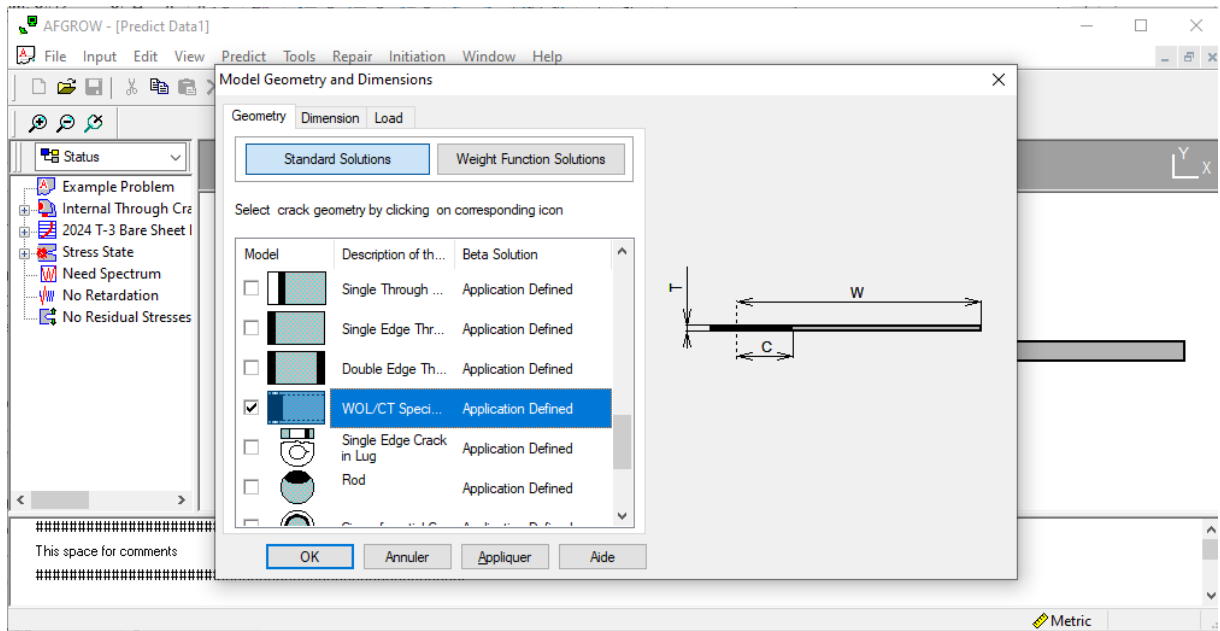 AFGROW - [Predict Data1]
File Input Edit View Predict Tools Repair Initiation Window Help
Model Geometry and Dimensions
Geometry Dimension Load
Standard Solutions Weight Function Solutions
Select crack geometry by clicking on corresponding icon
Model Description of th... Beta Solution
Single Through ... Application Defined
Single Edge Thr... Application Defined
Double Edge Th... Application Defined
WOL/CT Speci... Application Defined
Single Edge Crack
in Lug
Application Defined
Rod
Application Defined
OK Annuler Appliquer Aide
T
W
C
Status
Example Problem
Internal Through Cra
2024 T-3 Bare Sheet
Stress State
Need Spectrum
No Retardation
No Residual Stresses
Y
X
This space for comments
Metric